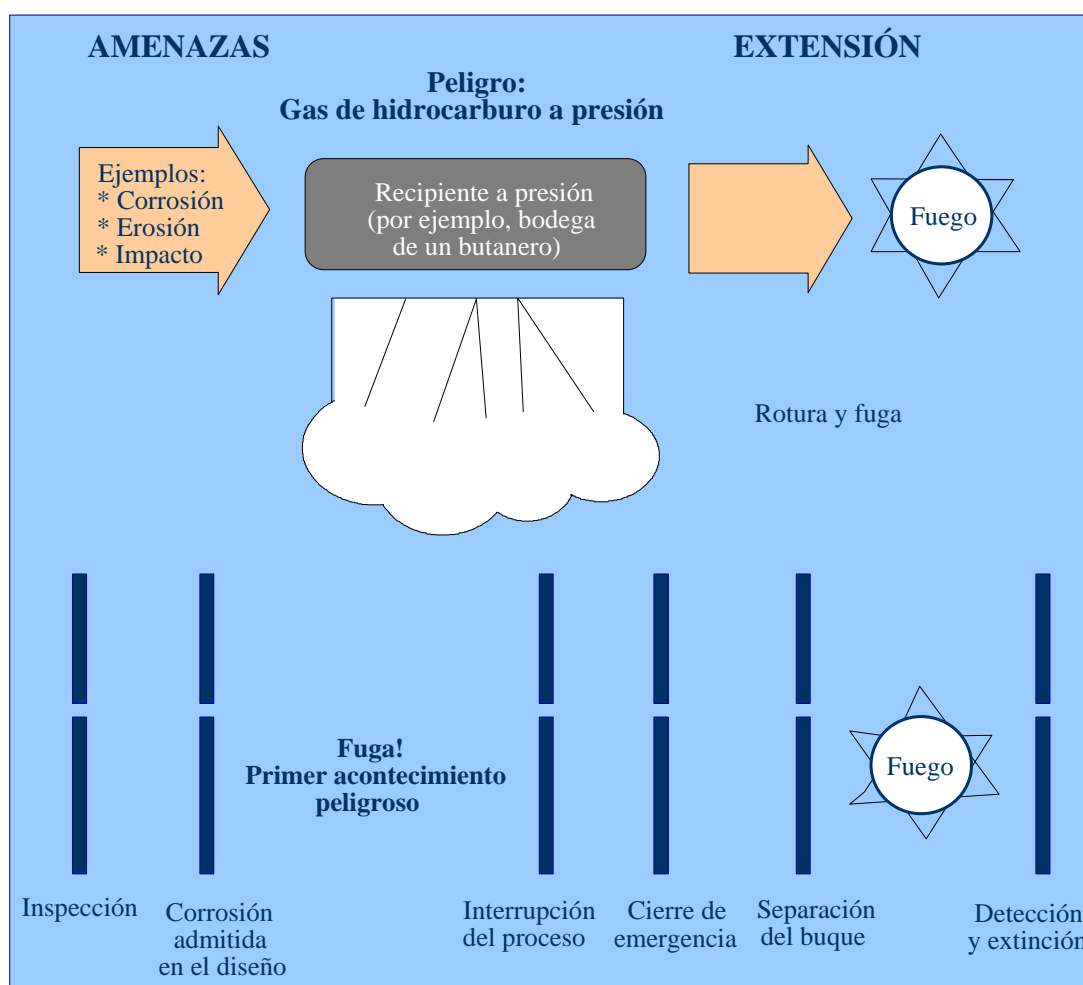 AMENAZAS
EXTENSIÓN
Peligro:
Gas de hidrocarburo a presión
Ejemplos:
* Corrosión
* Erosión
* Impacto
Recipiente a presión
(por ejemplo, bodega
de un butanero)
Fuego
Rotura y fuga
Fuga!
Primer acontecimiento
peligroso
Fuego
Inspección
Corrosión
admitida
en el diseño
Interrupción
del proceso
Cierre de
emergencia
Separación
del buque
Detección
y extinción